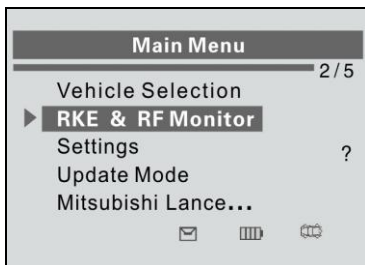 Main Menu
2/5
Vehicle Selection
RKE & RF Monitor
Settings
?
Update Mode
Mitsubishi Lance...